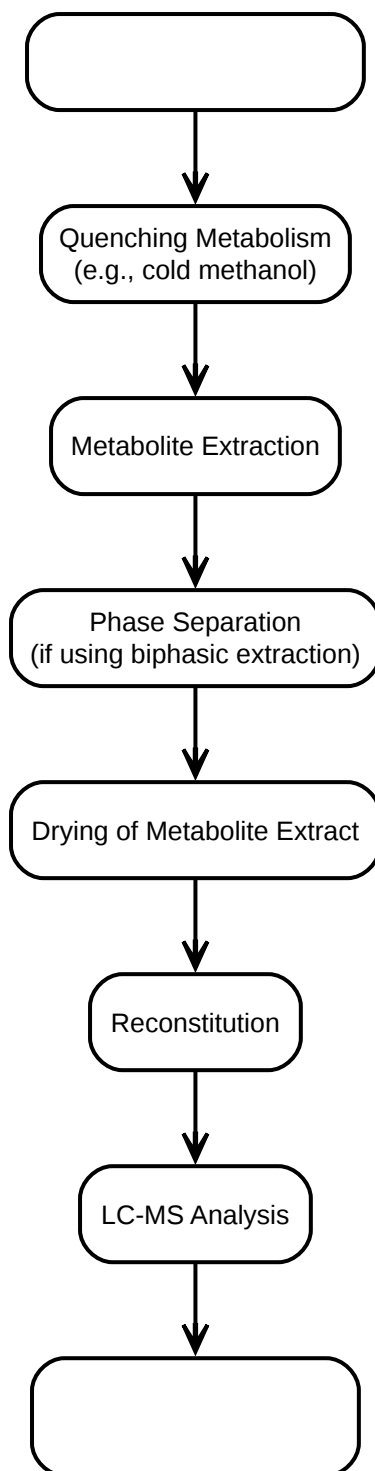 Quenching Metabolism
(e.g., cold methanol)
Metabolite Extraction
Phase Separation
(if using biphasic extraction)
Drying of Metabolite Extract
Reconstitution
LC-MS Analysis